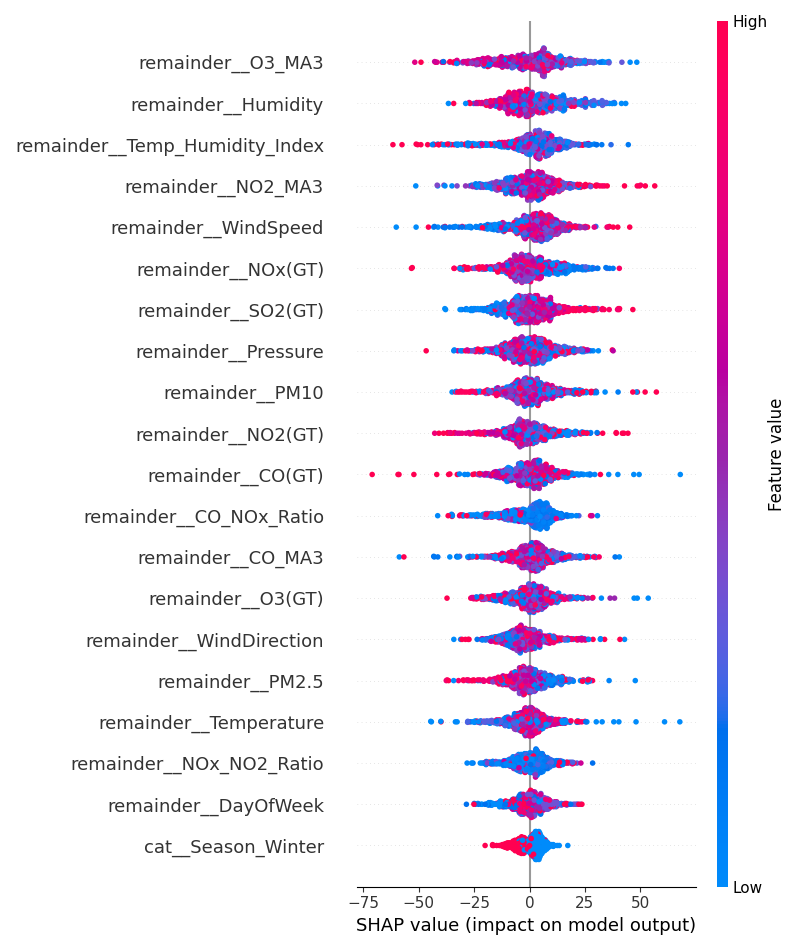 High
remainder__O3_MA3
remainder__Humidity
remainder__Temp_Humidity_Index
remainder__NO2_MA3
remainder__WindSpeed
remainder__NOx(GT)
remainder__SO2(GT)
remainder__Pressure
remainder__PM10
remainder__NO2(GT)
remainder__CO(GT)
remainder__CO_NOx_Ratio
remainder__CO_MA3
remainder__O3(GT)
remainder__WindDirection
remainder__PM2.5
remainder__Temperature
remainder__NOx_NO2_Ratio
remainder__DayOfWeek
cat__Season_Winter
Feature value
Low
−75 −50 −25 0 25 50
SHAP value (impact on model output)